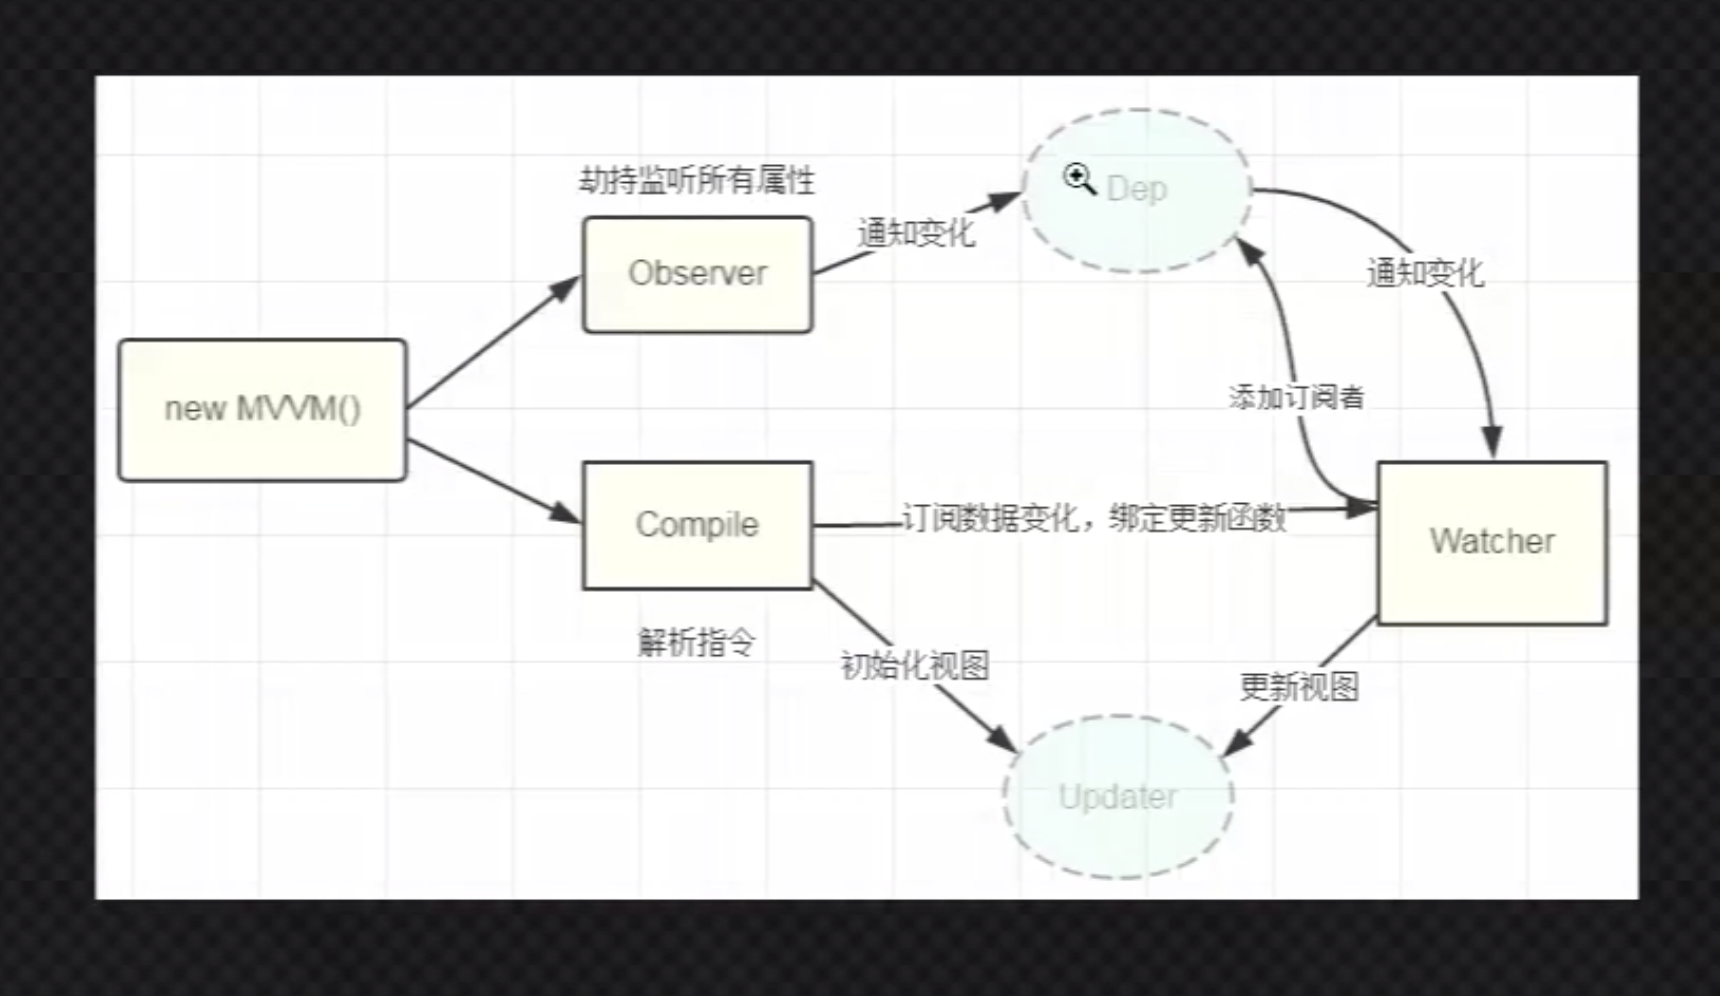 劫持监听所有属性
Dep
通知变化
Observer
通知变化
new MVVM()
添加订阅者
Compile
订阅数据变化，绑定更新函数
Watcher
解析指令
初始化视图
更新视图
Updater